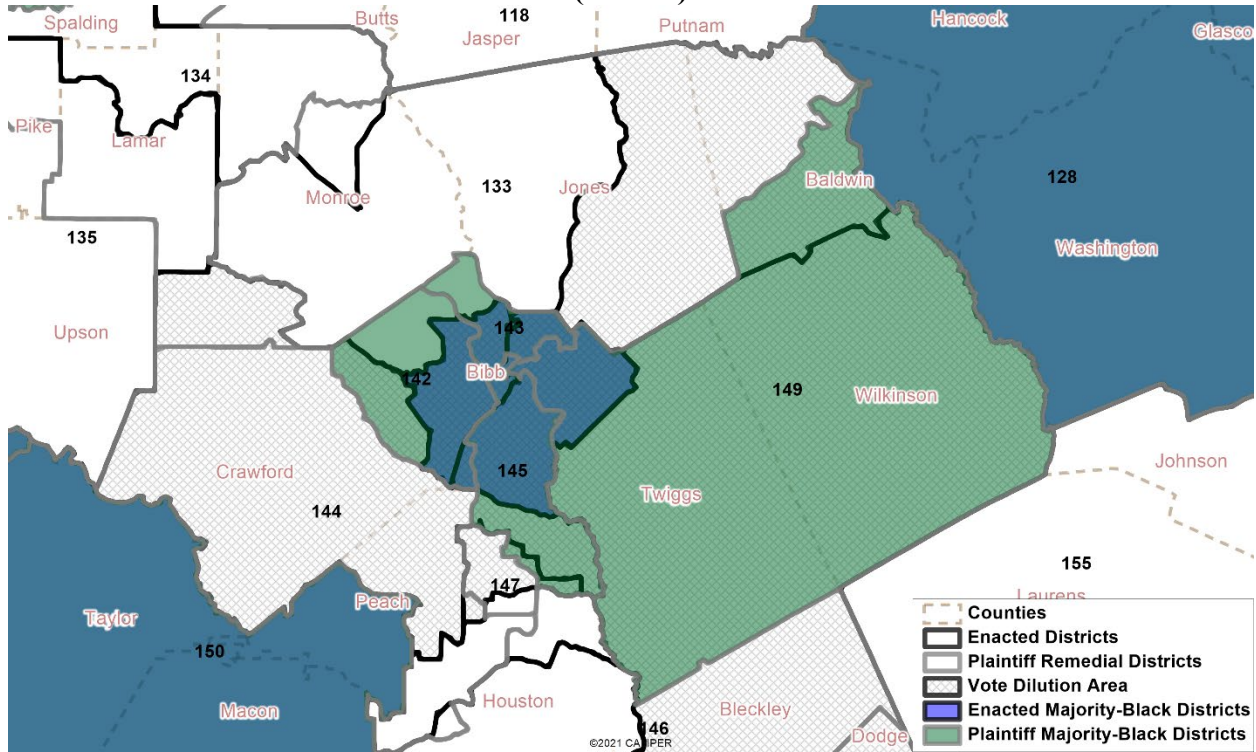 Spalding
Butts
118
Jasper
Putnam
Hancock
134
Pike
Lamar
Monroe
133
Jones
Baldwin
128
Washington
135
Upson
143
142
Bibb
149
Wilkinson
Crawford
145
Twiggs
Johnson
144
147
Peach
155
Laurens
Taylor
150
Macon
Houston
146
Bleckley
Dodge
©2021 CALIPER
Counties
Enacted Districts
Plaintiff Remedial Districts
Vote Dilution Area
Enacted Majority-Black Districts
Plaintiff Majority-Black Districts